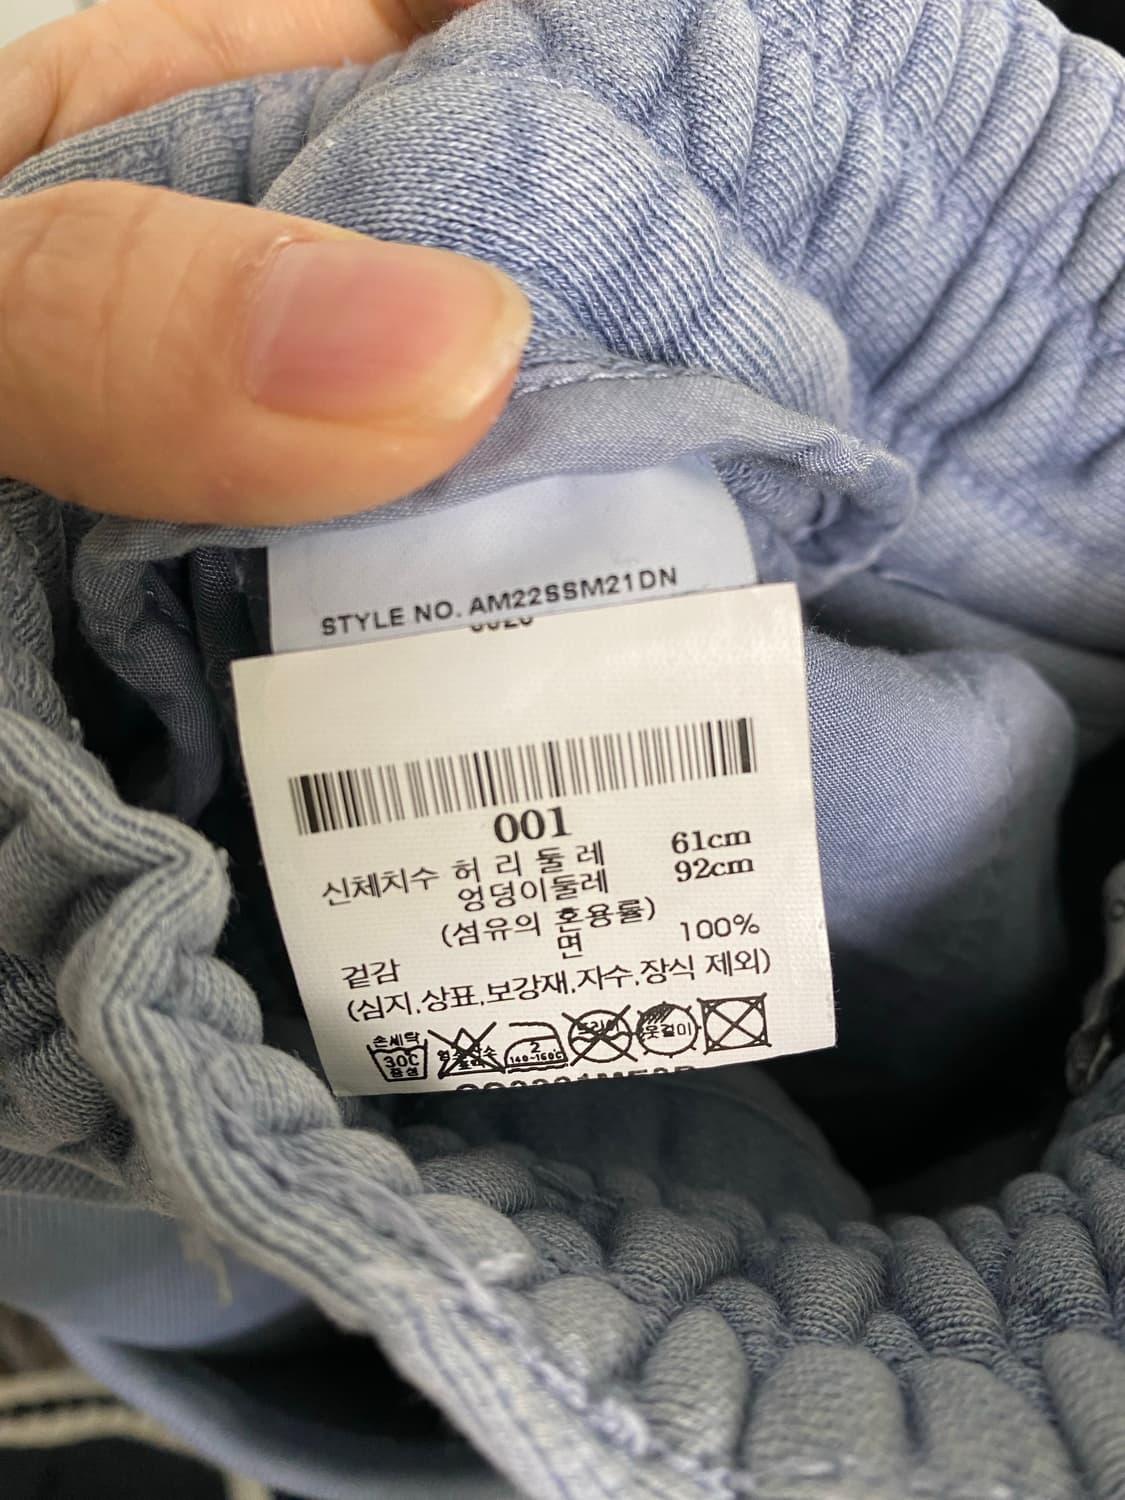 STYLE NO. AM22SSM21DN
001
신체치수 허 리 둘 레 61cm
엉덩이둘레 92cm
(섬유의 혼용률)
면 100%
겉감
(심지,상표,보강재,자수,장식 제외)
손세탁
30C
중성
2
140~160℃
드라이
옷걸이